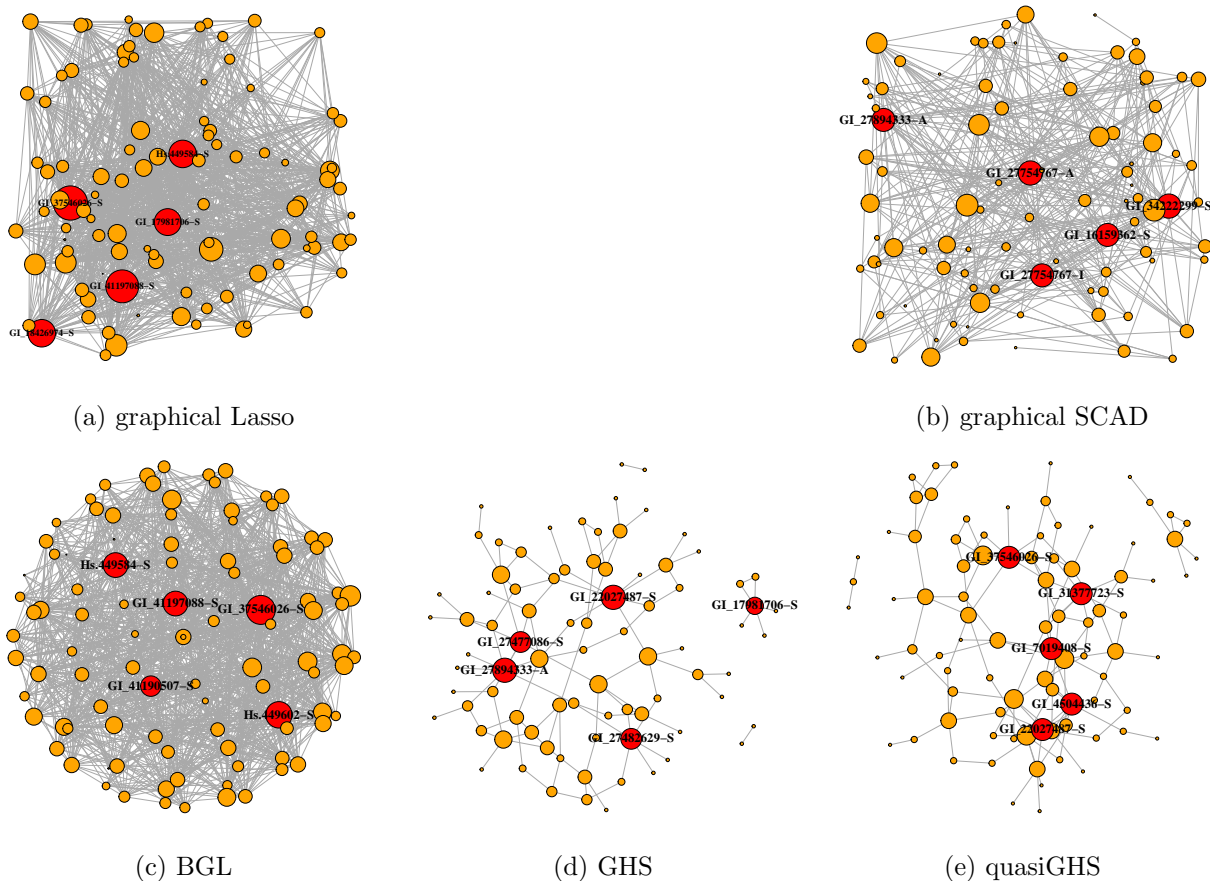 Hs.449584-S
GI_37546026-S
GI_17981706-S
GI_41197088-S
GI_18426974-S
(a) graphical Lasso
GI_27894333-A
GI_27754767-A
GI_34222299-S
GI_16159362-S
GI_27754767-I
(b) graphical SCAD
Hs.449584-S
GI_41197088-S
GI_37546026-S
GI_41190507-S
Hs.449602-S
(c) BGL
GI_22027487-S
GI_17981706-S
GI_27477086-S
GI_27894333-A
GI_27482629-S
(d) GHS
GI_37546026-S
GI_31377723-S
GI_7019408-S
GI_4504436-S
GI_22027487-S
(e) quasiGHS